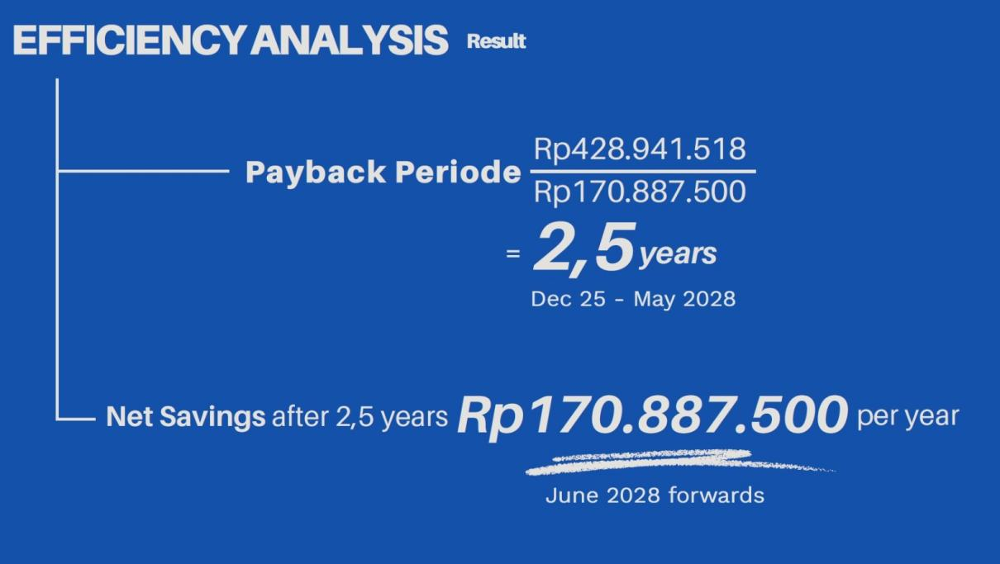 EFFICIENCY ANALYSIS Result
Rp428.941.518
Payback Periode
Rp170.887.500
= 2,5 years
Dec 25 - May 2028
Net Savings after 2,5 years Rp170.887.500 per year
June 2028 forwards